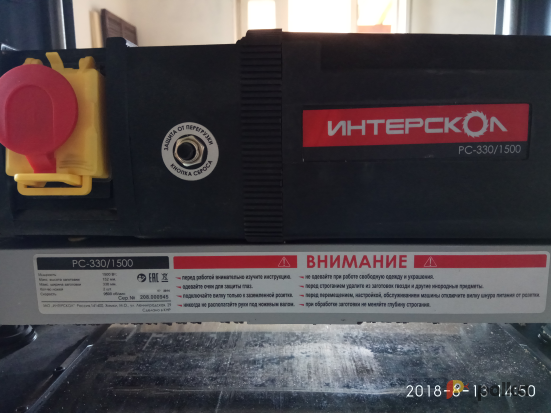 ЗАЩИТА ОТ ПЕРЕГРУЗКИ
КНОПКА СБРОСА
ИНТЕРСКОЛ
РС-330/1500
РС-330/1500
ВНИМАНИЕ
→ перед работой внимательно изучите инструкцию.
→ одевайте очки для защиты глаз.
→ подключайте вилку только к заземленной розетке.
→ никогда не располагайте руки под ножевым валом.
→ не одевайте при работе свободную одежду и украшения.
→ перед строганием удалите из заготовки гвозди и другие инородные предметы.
→ перед перемещением, настройкой, обслуживанием машины отключите вилку шнура питания от розетки.
→ при обработке заготовки не меняйте глубину строгания.
2018-8-13 14:50